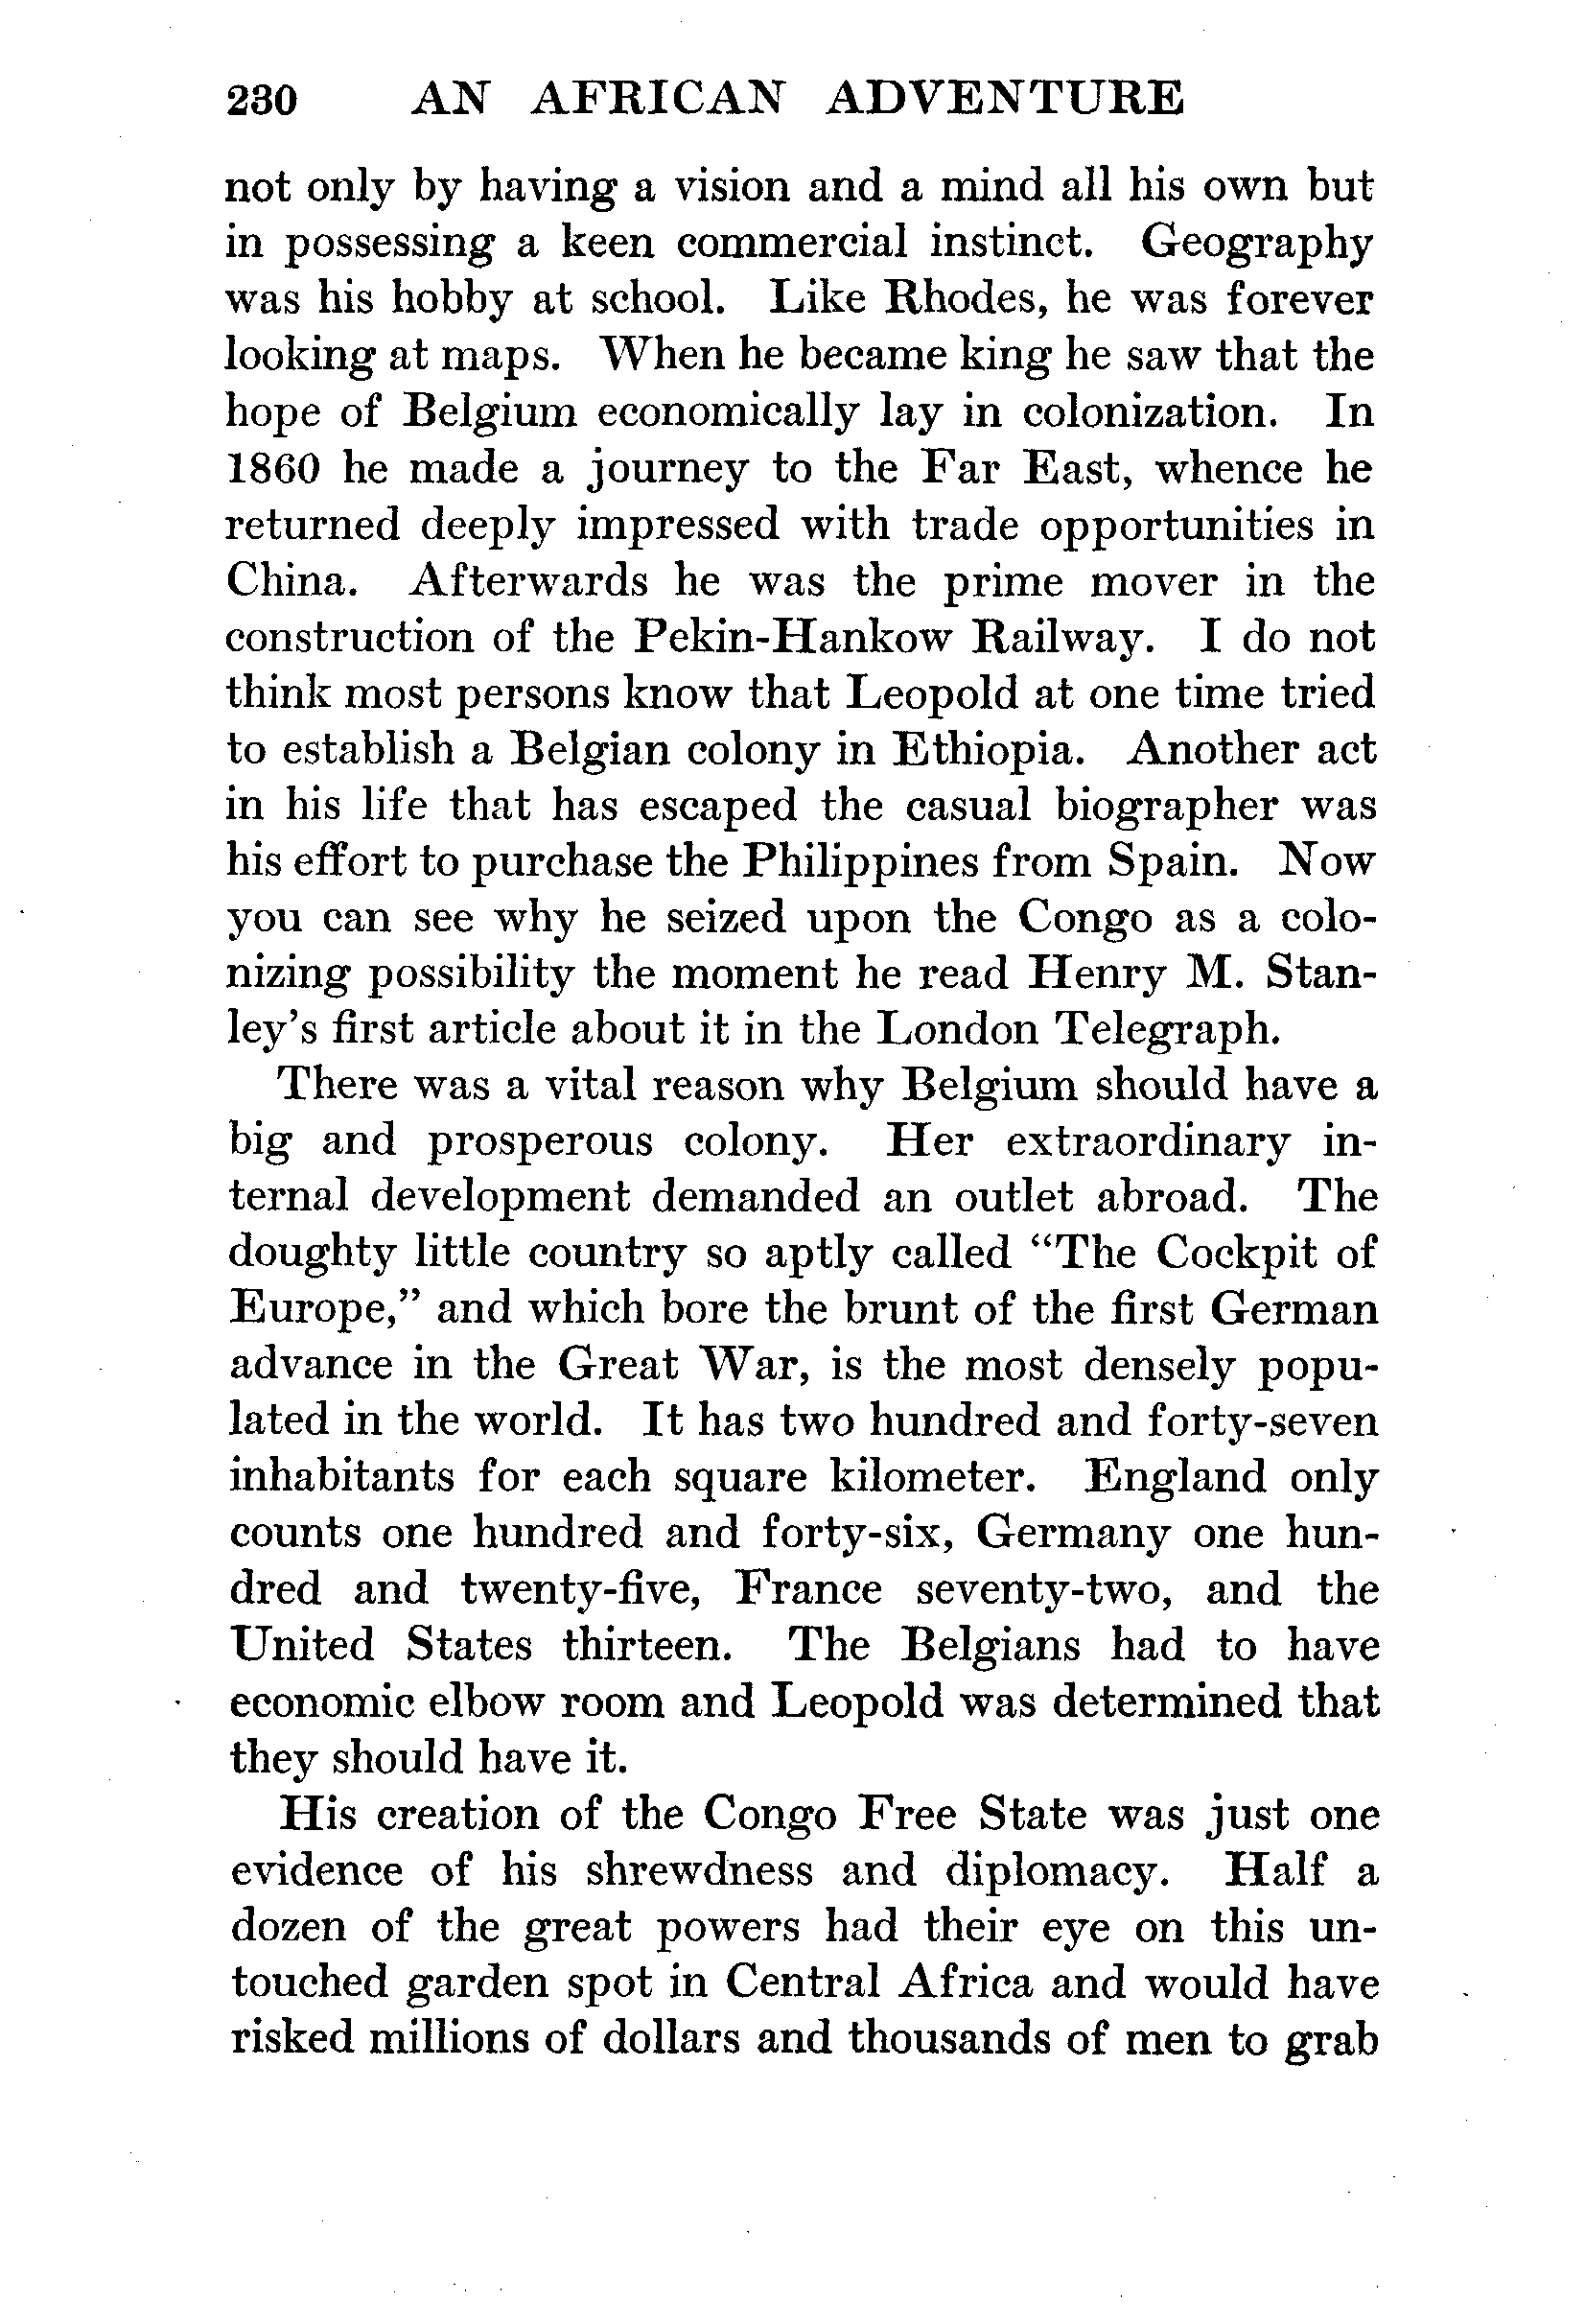 230 AN AFRICAN ADVENTURE
not only by having a vision and a mind all his own but
in possessing a keen commercial instinct. Geography
was his hobby at school. Like Rhodes, he was forever
looking at maps. When he became king he saw that the
hope of Belgium economically lay in colonization. In
1860 he made a journey to the Far East, whence he
returned deeply impressed with trade opportunities in
China. Afterwards he was the prime mover in the
construction of the Pekin-Hankow Railway. I do not
think most persons know that Leopold at one time tried
to establish a Belgian colony in Ethiopia. Another act
in his life that has escaped the casual biographer was
his effort to purchase the Philippines from Spain. Now
you can see why he seized upon the Congo as a colo-
nizing possibility the moment he read Henry M. Stan-
ley's first article about it in the London Telegraph.
There was a vital reason why Belgium should have a
big and prosperous colony. Her extraordinary in-
ternal development demanded an outlet abroad. The
doughty little country so aptly called "The Cockpit of
Europe," and which bore the brunt of the first German
advance in the Great War, is the most densely popu-
lated in the world. It has two hundred and forty-seven
inhabitants for each square kilometer. England only
counts one hundred and forty-six, Germany one hun-
dred and twenty-five, France seventy-two, and the
United States thirteen. The Belgians had to have
economic elbow room and Leopold was determined that
they should have it.
His creation of the Congo Free State was just one
evidence of his shrewdness and diplomacy. Half a
dozen of the great powers had their eye on this un-
touched garden spot in Central Africa and would have
risked millions of dollars and thousands of men to grab